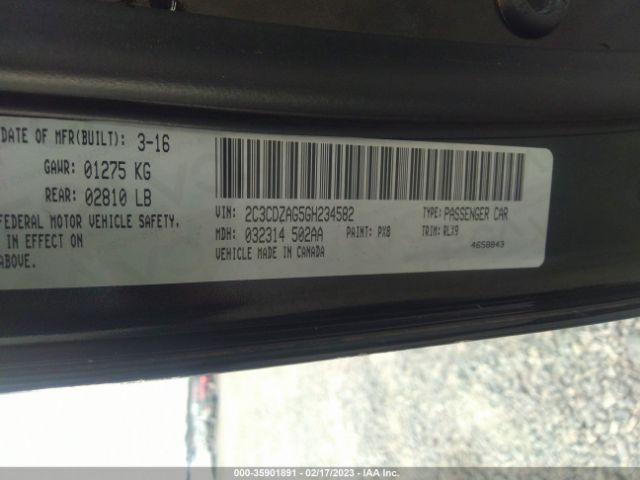 DATE OF MFR(BUILT): 3-16
GAWR: 01275 KG
REAR: 02810 LB
FEDERAL MOTOR VEHICLE SAFETY,
IN EFFECT ON
ABOVE.
VIN: 2C3CDZAG5GH234582
TYPE: PASSENGER CAR
MDH: 032314 502AA
PAINT: PX8
TRIM: RLX9
VEHICLE MADE IN CANADA
4658843
000-35901891 - 02/17/2023 - IAA Inc.